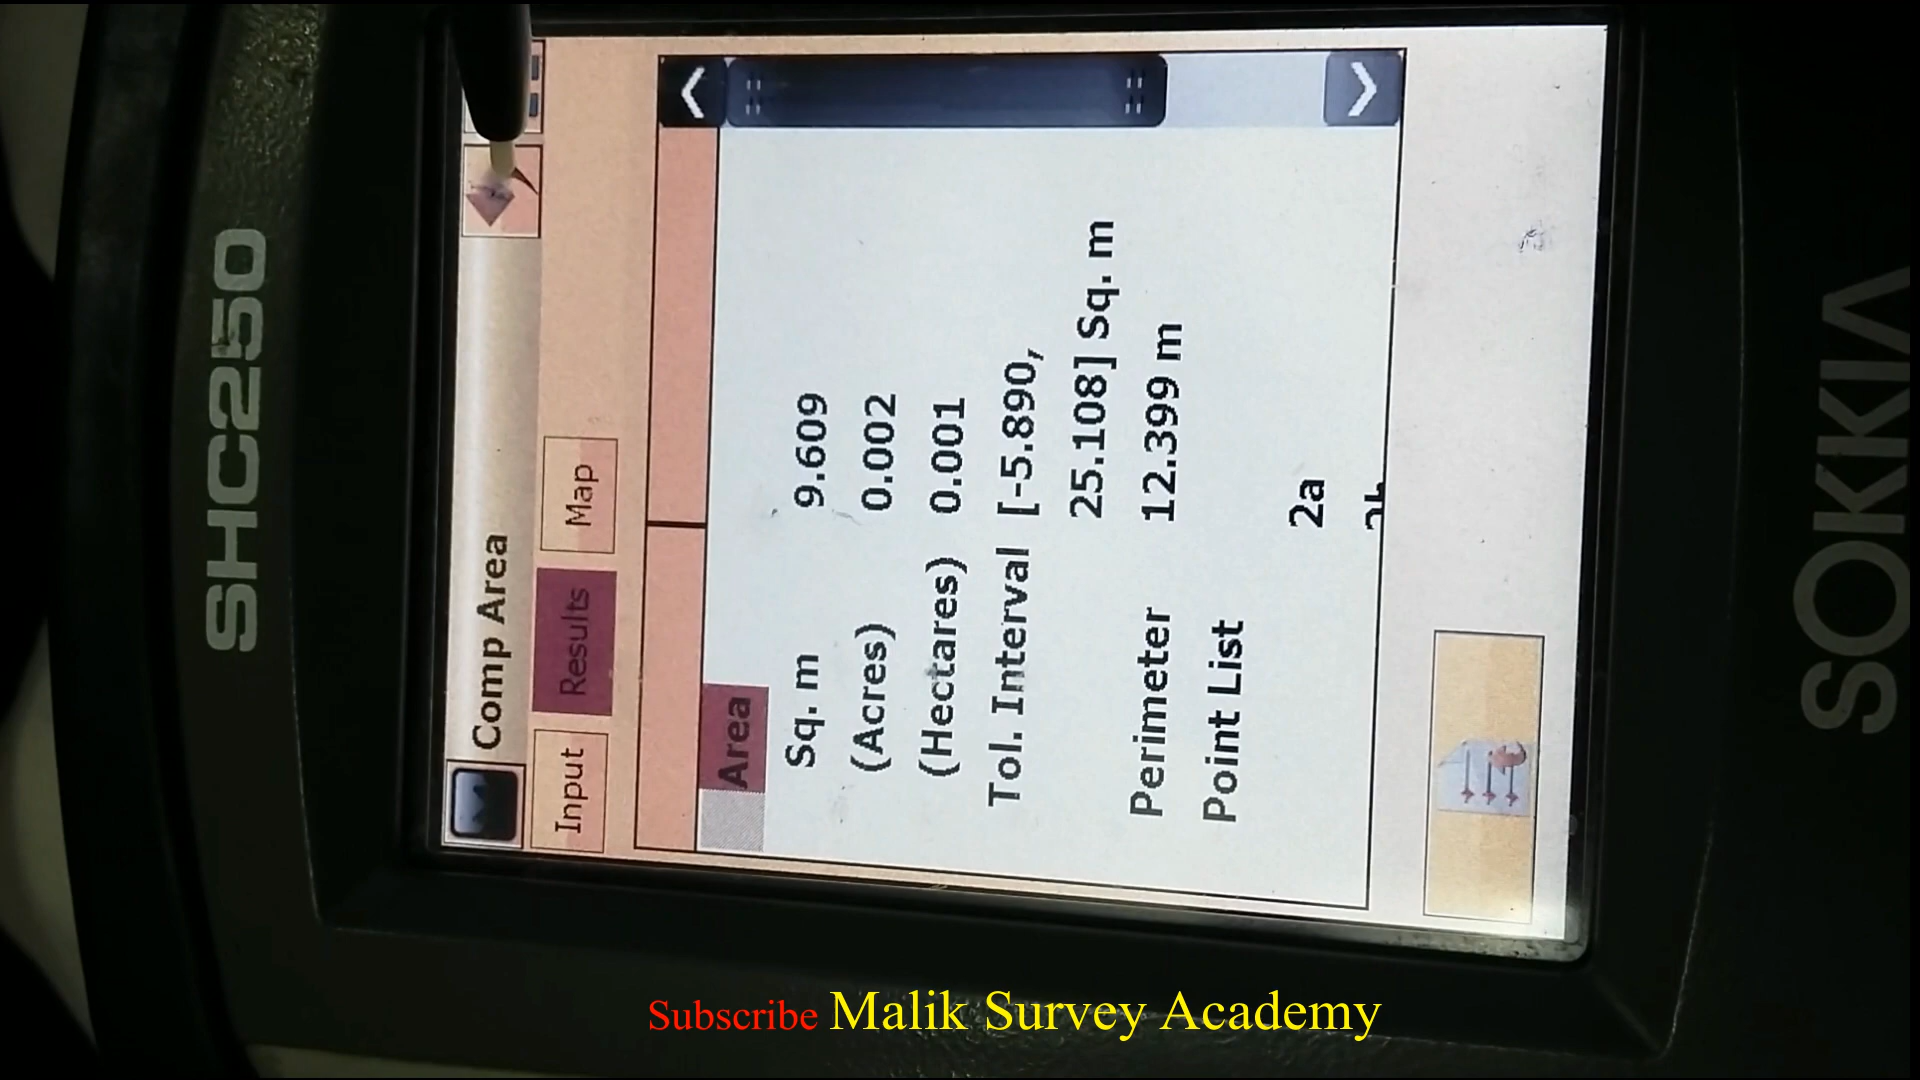 SHC250
Comp Area
Input Results Map
Area
Sq. m 9.609
(Acres) 0.002
(Hectares) 0.001
Tol. Interval [-5.890,
25.108] Sq. m
Perimeter 12.399 m
Point List
2a
SOKKIA
Subscribe Malik Survey Academy